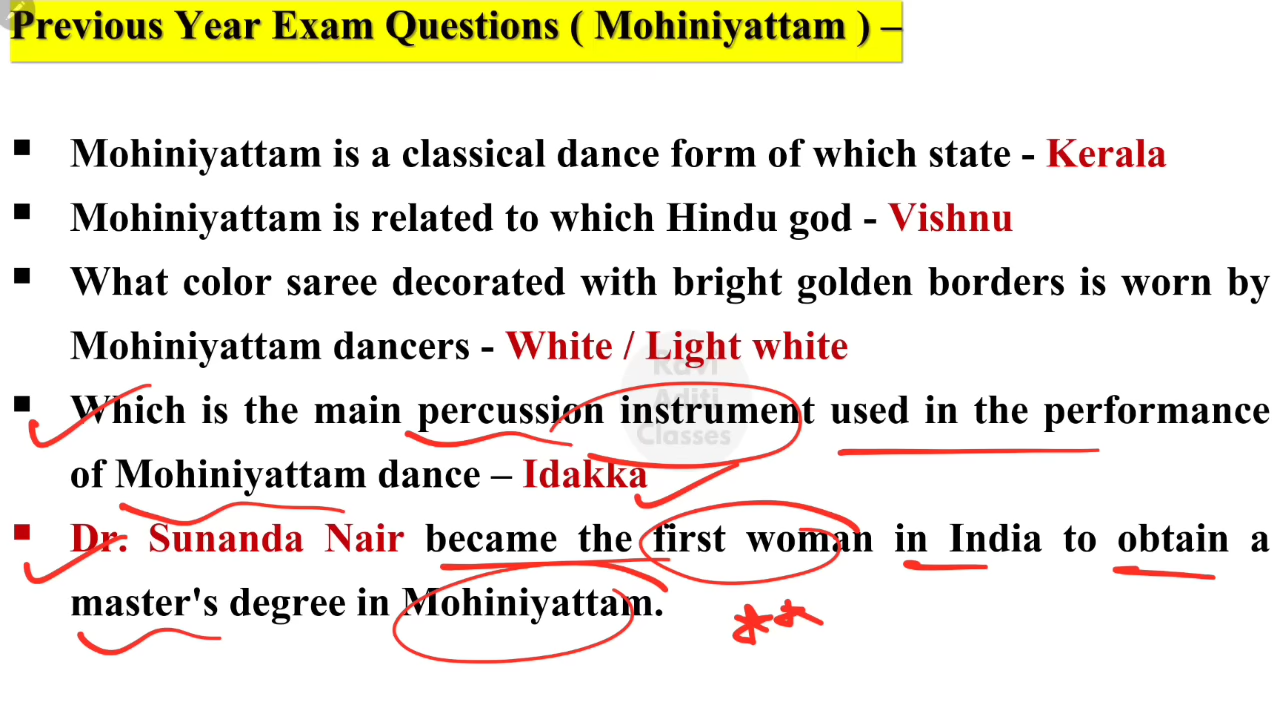 Previous Year Exam Questions ( Mohiniyattam ) –
▪ Mohiniyattam is a classical dance form of which state - Kerala
▪ Mohiniyattam is related to which Hindu god - Vishnu
▪ What color saree decorated with bright golden borders is worn by
Mohiniyattam dancers - White / Light white
▪ Which is the main percussion instrument used in the performance
of Mohiniyattam dance – Idakka
▪ Dr. Sunanda Nair became the first woman in India to obtain a
master's degree in Mohiniyattam.
Ravi
Aditi
Classes